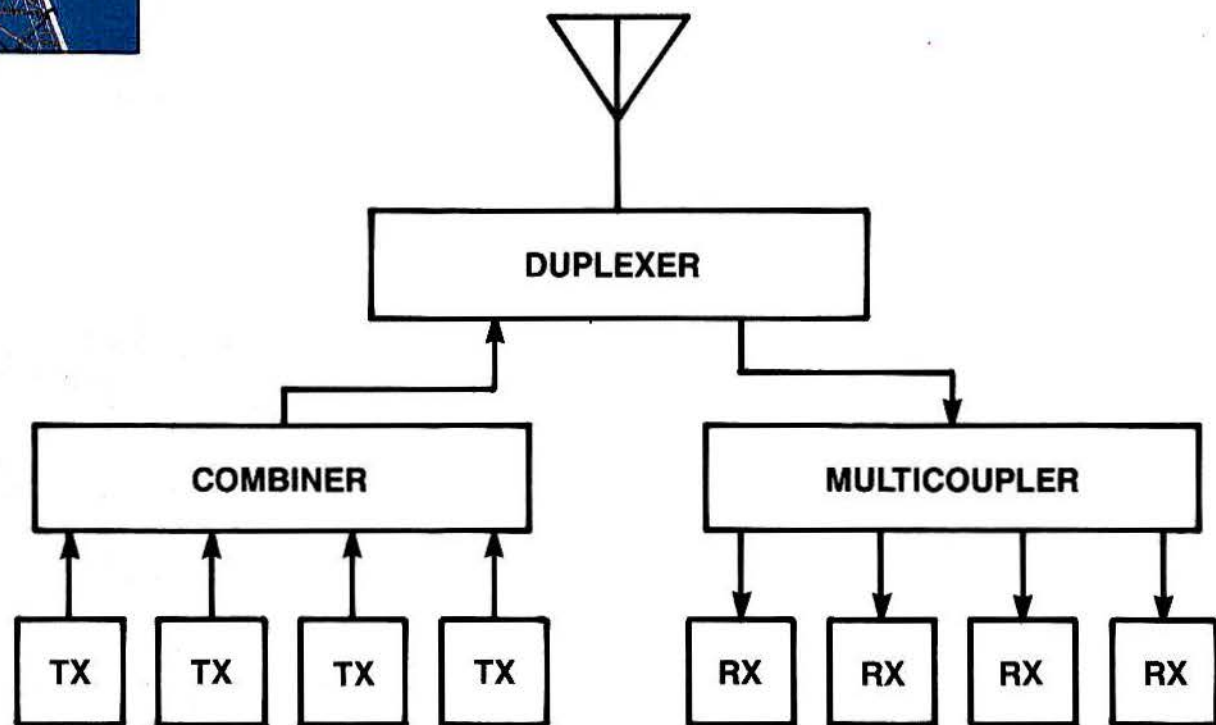 DUPLEXER
COMBINER
MULTICOUPLER
TX TX TX TX RX RX RX RX